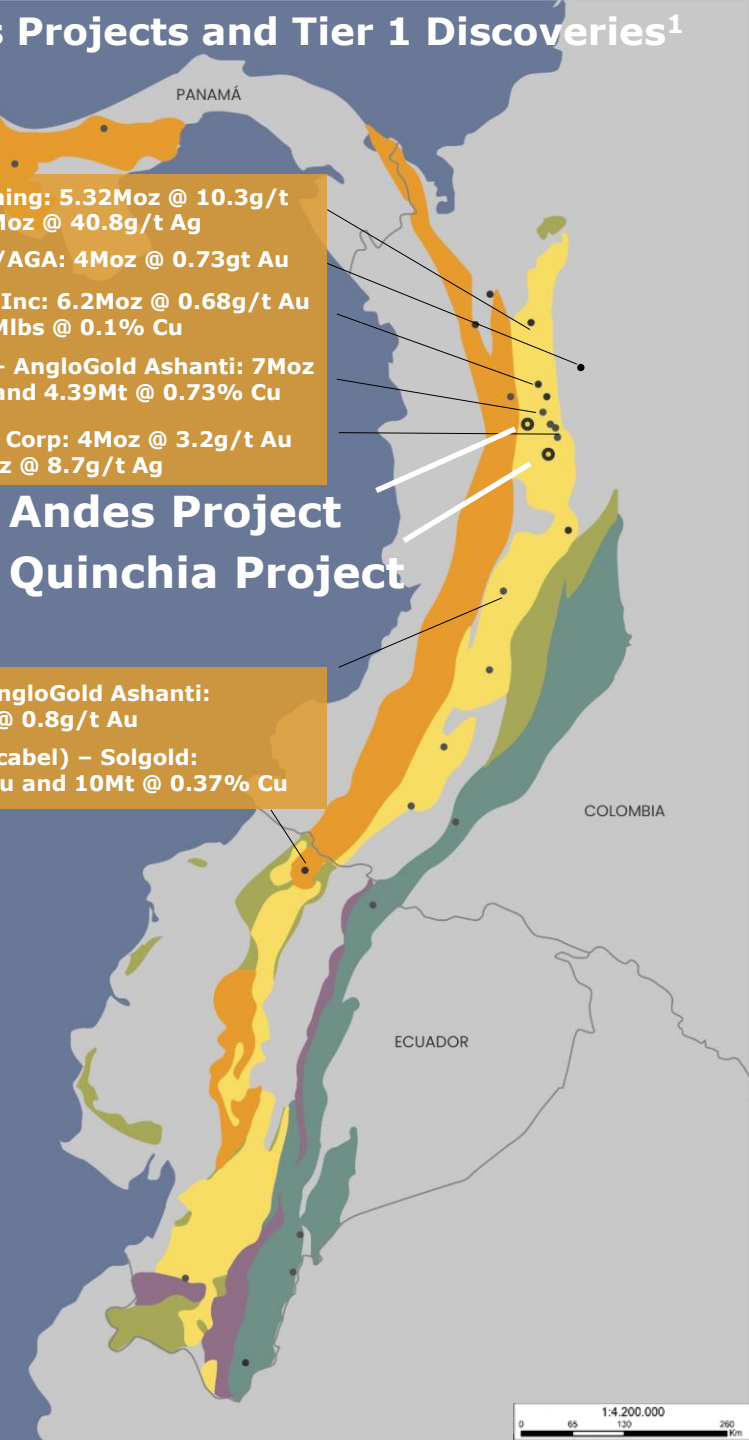 s Projects and Tier 1 Discoveries¹
PANAMÁ
ning: 5.32Moz @ 10.3g/t
Moz @ 40.8g/t Ag
/AGA: 4Moz @ 0.73gt Au
Inc: 6.2Moz @ 0.68g/t Au
Mlbs @ 0.1% Cu
– AngloGold Ashanti: 7Moz
and 4.39Mt @ 0.73% Cu
Corp: 4Moz @ 3.2g/t Au
z @ 8.7g/t Ag
Andes Project
Quinchia Project
ngloGold Ashanti:
@ 0.8g/t Au
cabel) – Solgold:
u and 10Mt @ 0.37% Cu
COLOMBIA
ECUADOR
1:4.200.000
0 65 130 260
Km